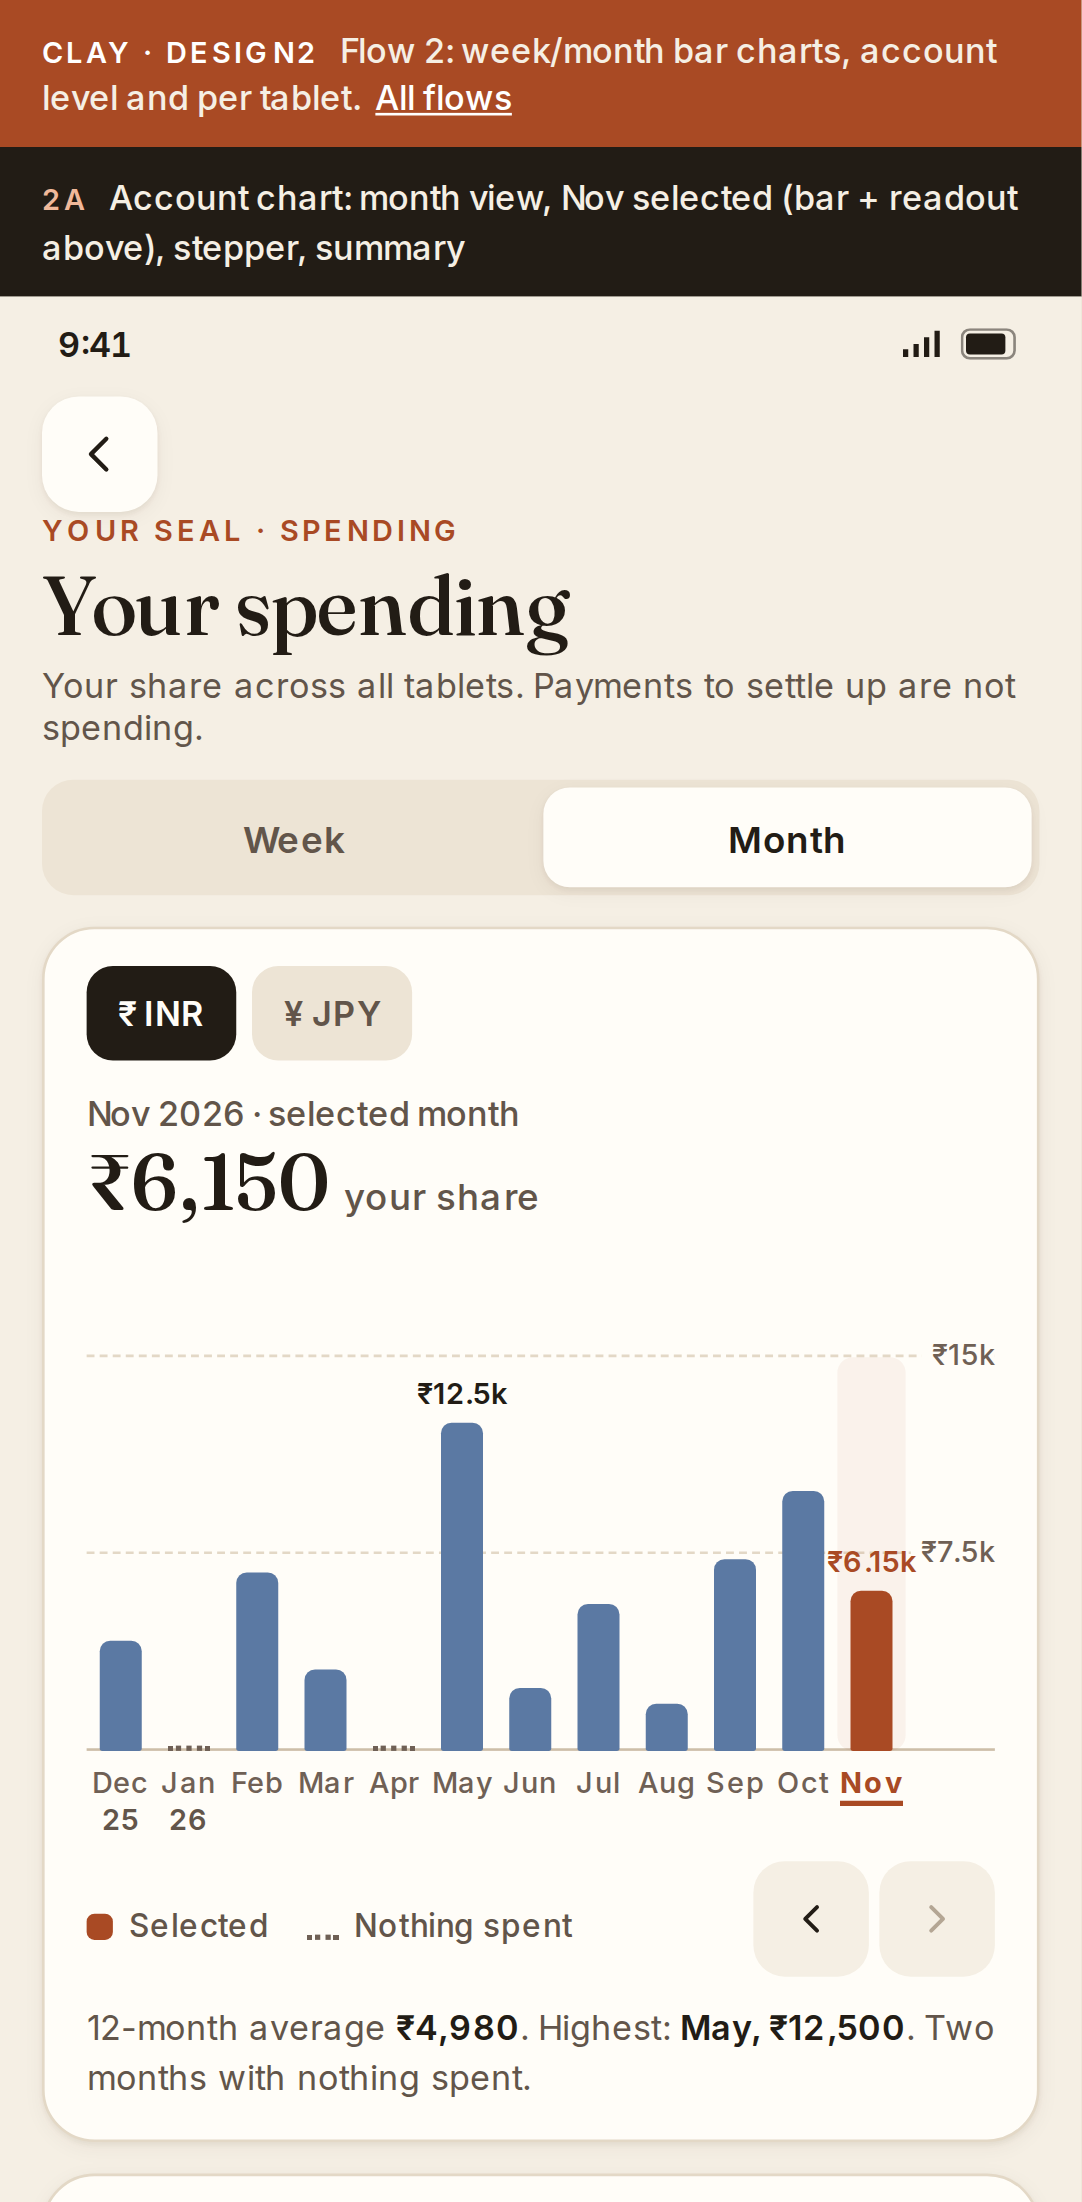 CLAY · DESIGN2 Flow 2: week/month bar charts, account
level and per tablet. All flows
2A Account chart: month view, Nov selected (bar + readout
above), stepper, summary
9:41
YOUR SEAL · SPENDING
Your spending
Your share across all tablets. Payments to settle up are not
spending.
Week Month
₹ INR ¥ JPY
Nov 2026 · selected month
₹6,150 your share
₹15k
₹12.5k
₹6.15k ₹7.5k
Dec Jan Feb Mar Apr May Jun Jul Aug Sep Oct Nov
25 26
Selected Nothing spent
12-month average ₹4,980. Highest: May, ₹12,500. Two
months with nothing spent.